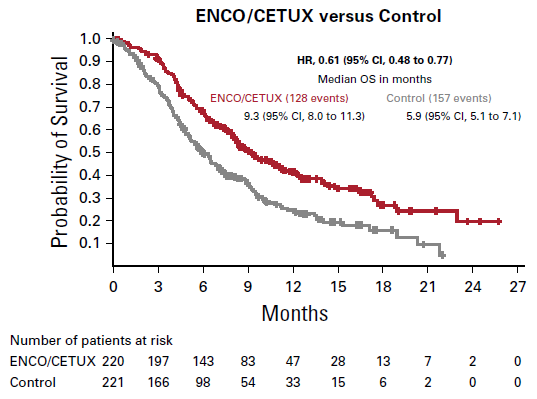 ENCO/CETUX versus Control
HR, 0.61 (95% CI, 0.48 to 0.77)
Median OS in months
ENCO/CETUX (128 events) Control (157 events)
9.3 (95% CI, 8.0 to 11.3) 5.9 (95% CI, 5.1 to 7.1)
Probability of Survival
1.0
0.9
0.8
0.7
0.6
0.5
0.4
0.3
0.2
0.1
0 3 6 9 12 15 18 21 24 27
Months
Number of patients at risk
ENCO/CETUX 220 197 143 83 47 28 13 7 2 0
Control 221 166 98 54 33 15 6 2 0 0